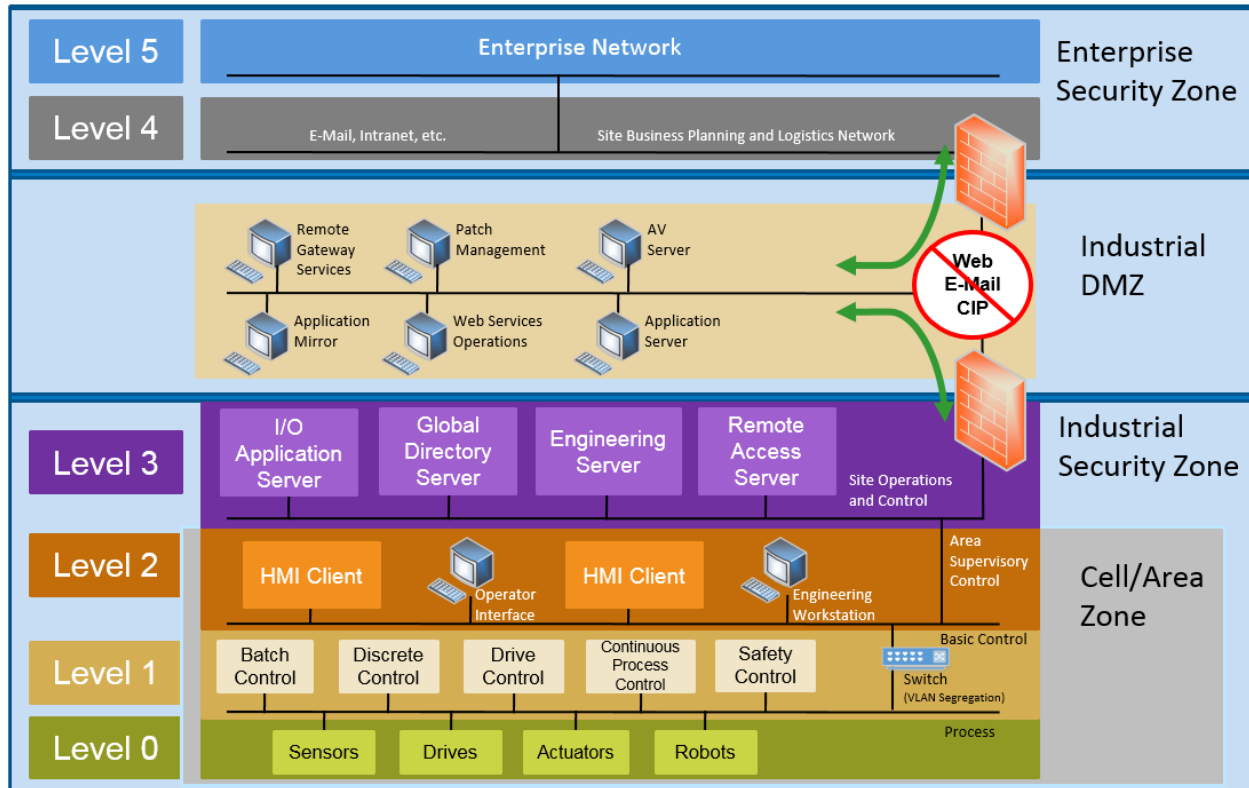 Level 5
Enterprise Network
Enterprise
Security Zone
Level 4
E-Mail, Intranet, etc.
Site Business Planning and Logistics Network
Remote
Gateway
Services
Patch
Management
AV
Server
Web
E-Mail
CIP
Industrial
DMZ
Application
Mirror
Web Services
Operations
Application
Server
Level 3
I/O
Application
Server
Global
Directory
Server
Engineering
Server
Remote
Access
Server
Site Operations
and Control
Industrial
Security Zone
Level 2
HMI Client
Operator
Interface
HMI Client
Engineering
Workstation
Area
Supervisory
Control
Cell/Area
Zone
Level 1
Batch
Control
Discrete
Control
Drive
Control
Continuous
Process
Control
Safety
Control
Basic Control
Switch
(VLAN Segregation)
Level 0
Sensors
Drives
Actuators
Robots
Process